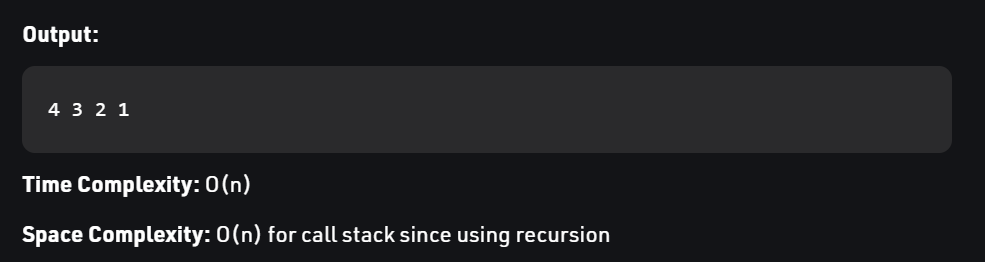 Output:
4 3 2 1
Time Complexity: O(n)
Space Complexity: O(n) for call stack since using recursion